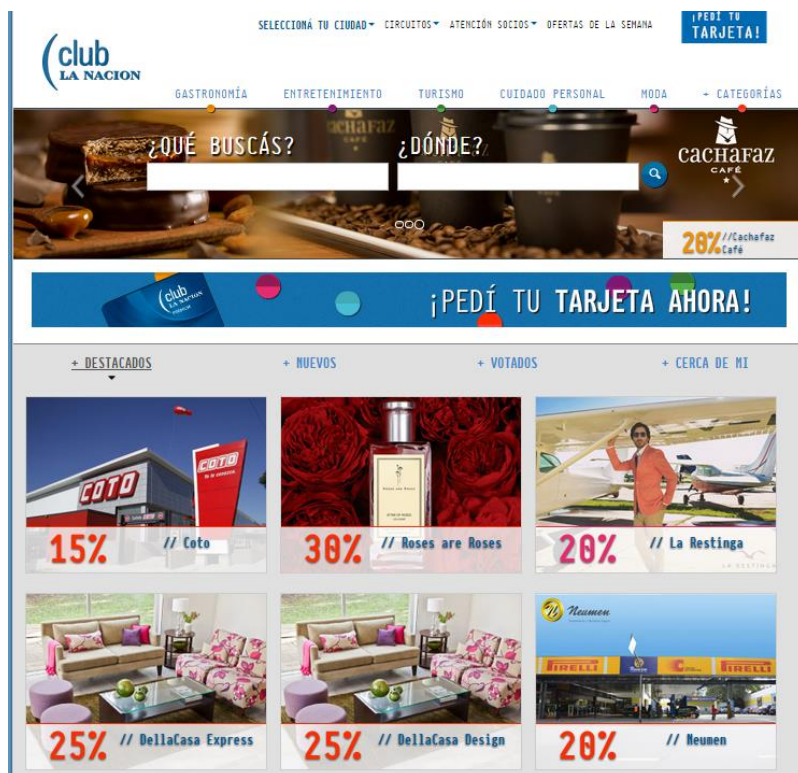 SELECCIONÁ TU CIUDAD
CIRCUITOS
ATENCIÓN SOCIOS
OFERTAS DE LA SEMANA
¡PEDÍ TU
TARJETA!
club
LA NACION
GASTRONOMÍA
ENTRETENIMIENTO
TURISMO
CUIDADO PERSONAL
MODA
+ CATEGORÍAS
¿QUÉ BUSCÁS?
¿DÓNDE?
CACHAFAZ
CAFÉ
CACHAFAZ
CAFÉ
20% //Cachafaz
Café
club
LA NACION
¡PEDÍ TU TARJETA AHORA!
+ DESTACADOS
+ NUEVOS
+ VOTADOS
+ CERCA DE MI
COTO
COTO
15% // Coto
30% // Roses are Roses
20% // La Restinga
LA RESTINGA
25% // DellaCasa Express
25% // DellaCasa Design
Neumen
PIRELLI
PIRELLI
20% // Neumen